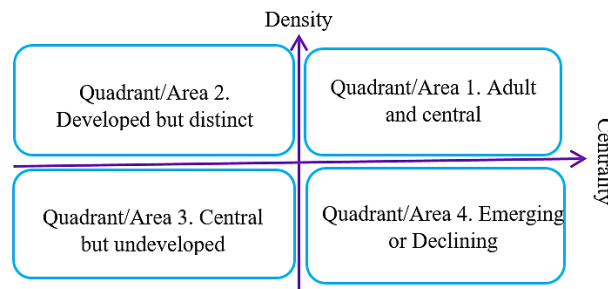 Density
Quadrant/Area 2.
Developed but distinct
Quadrant/Area 1. Adult
and central
Centrality
Quadrant/Area 3. Central
but undeveloped
Quadrant/Area 4. Emerging
or Declining